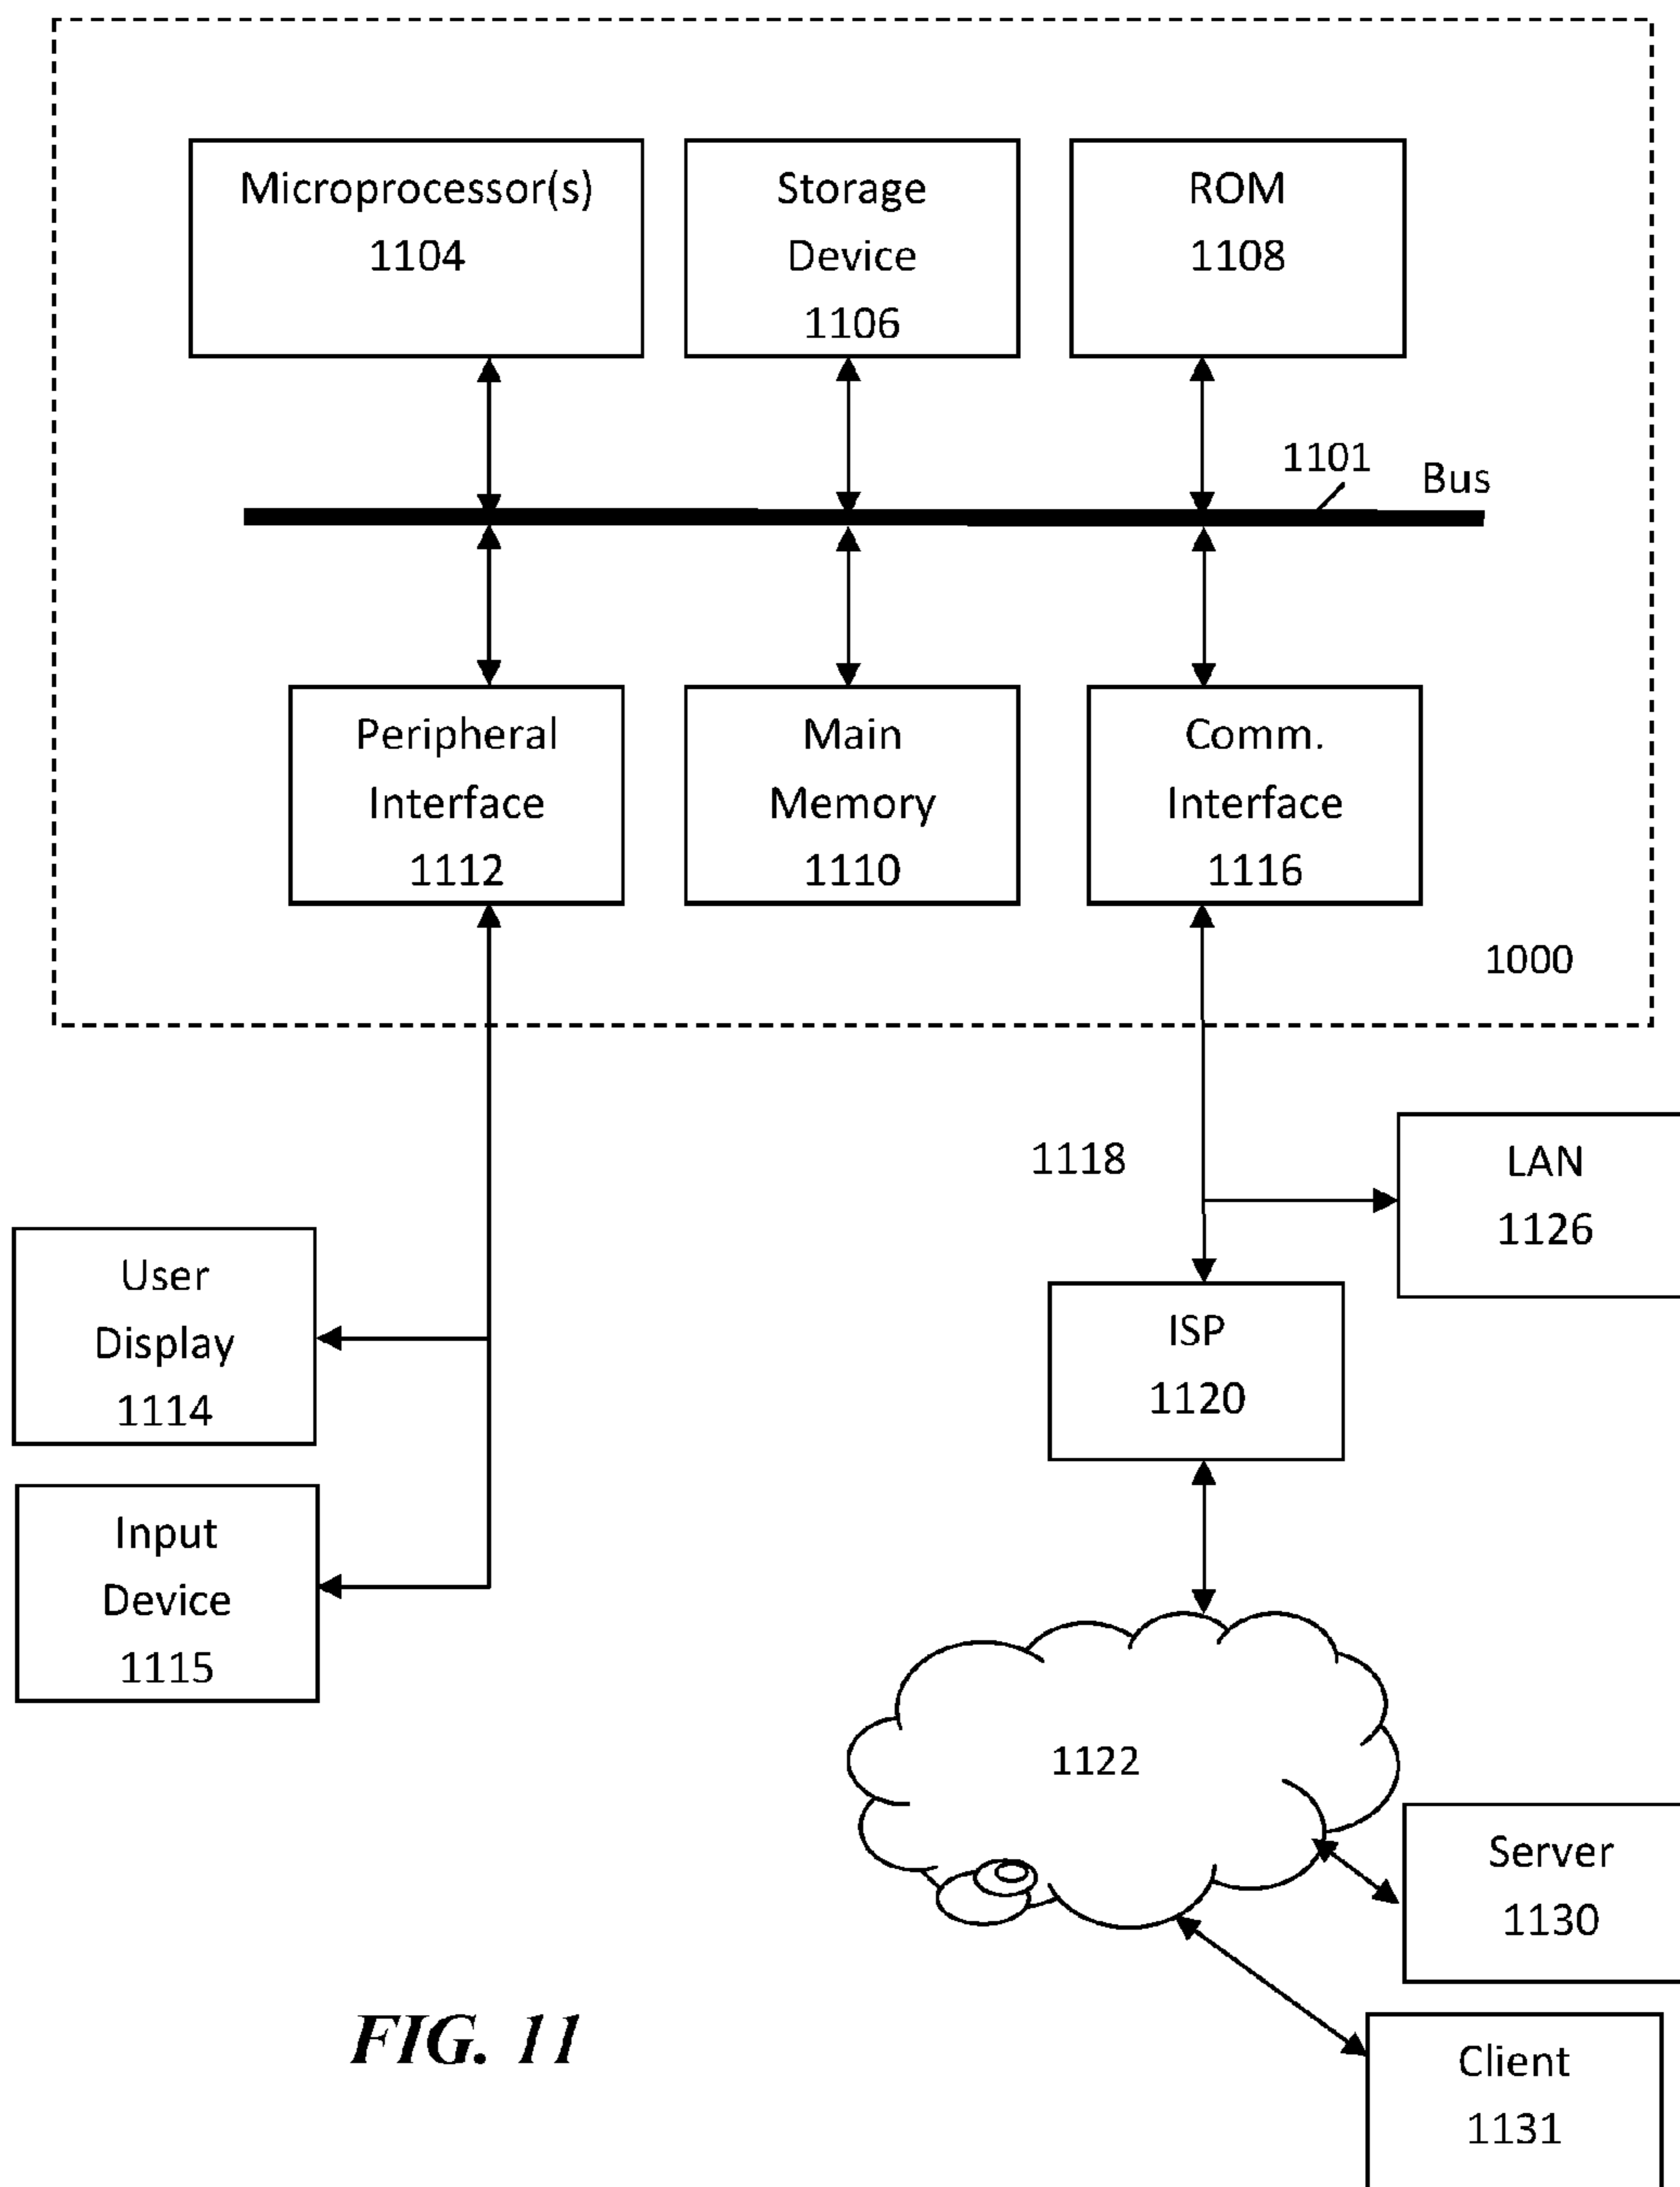 Microprocessor(s)
1104
Storage
Device
1106
ROM
1108
1101
Bus
Peripheral
Interface
1112
Main
Memory
1110
Comm.
Interface
1116
1000
1118
LAN
1126
User
Display
1114
ISP
1120
Input
Device
1115
1122
Server
1130
Client
1131
FIG. 11